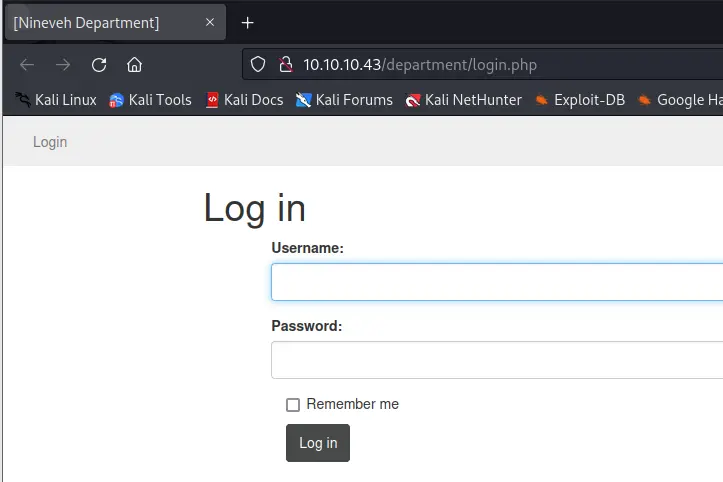 [Nineveh Department]
10.10.10.43/department/login.php
Kali Linux Kali Tools Kali Docs Kali Forums Kali NetHunter Exploit-DB Google Ha
Login
Log in
Username:
Password:
Remember me
Log in